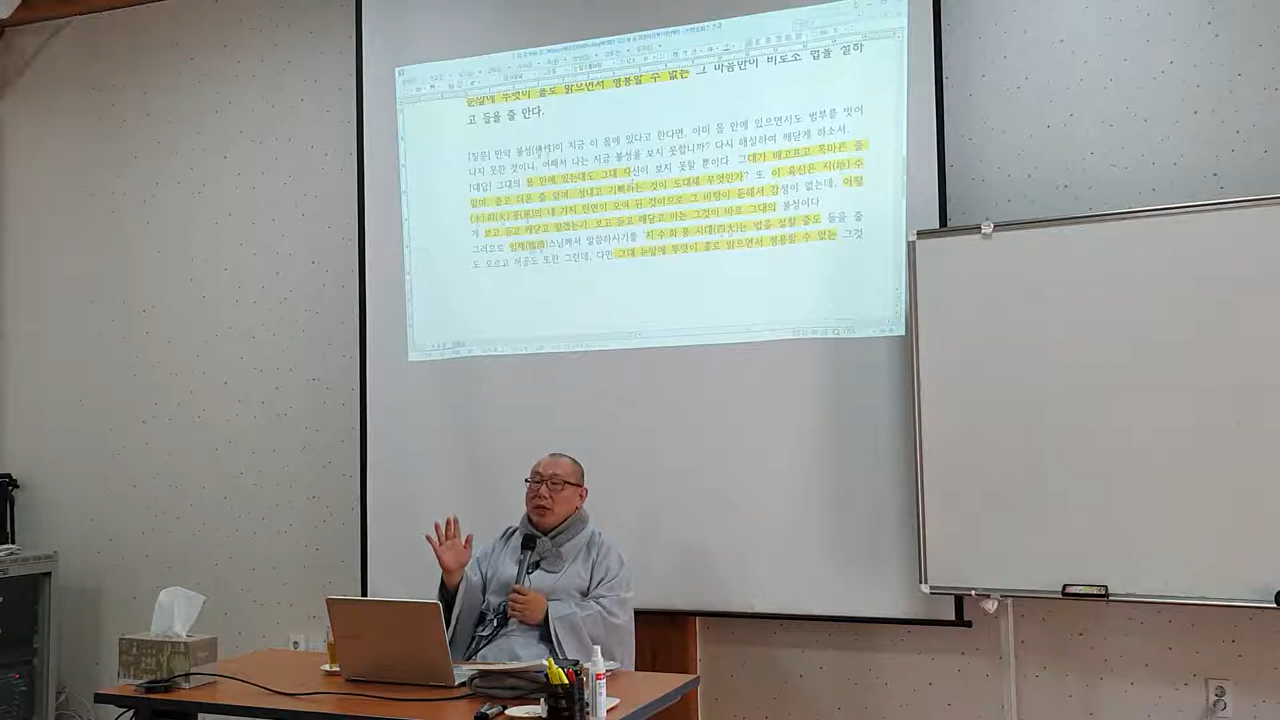 눈앞에 뚜렷이 홀로 밝으면서 형용할 수 없는 그 마음만이 비로소 법을 설하
고 들을 줄 안다.
[질문] 만약 불성(佛性)이 지금 이 몸에 있다고 한다면, 이미 몸 안에 있으면서도 범부를 벗어
나지 못한 것이니, 어째서 나는 지금 불성을 보지 못합니까? 다시 해설하여 깨닫게 하소서.
[대답] 그대의 몸 안에 있는데도 그대 자신이 보지 못할 뿐이다. 그대가 배고프고 목마른 줄
알며, 춥고 더운 줄 알며, 성내고 기뻐하는 것이 도대체 무엇인가? 또 이 육신은 지(地)·수
(水)·화(火)·풍(風)의 네 가지 인연이 모여 된 것이므로 그 바탕이 둔해서 감정이 없는데, 어떻
게 보고 듣고 깨닫고 알겠는가. 보고 듣고 깨닫고 아는 그것이 바로 그대의 불성이다
그러므로 임제(臨濟)스님께서 말씀하시기를 '지·수·화·풍 사대(四大)는 법을 설할 줄도 들을 줄
도 모르고 허공도 또한 그런데, 다만 그대 눈앞에 뚜렷이 홀로 밝으면서 형용할 수 없는 그것